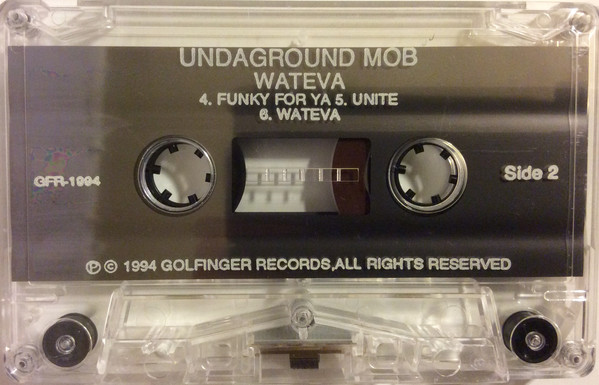 UNDAGROUND MOB
WATEVA
4. FUNKY FOR YA 5. UNITE
6. WATEVA
GFR-1994
Side 2
℗ © 1994 GOLFINGER RECORDS,ALL RIGHTS RESERVED